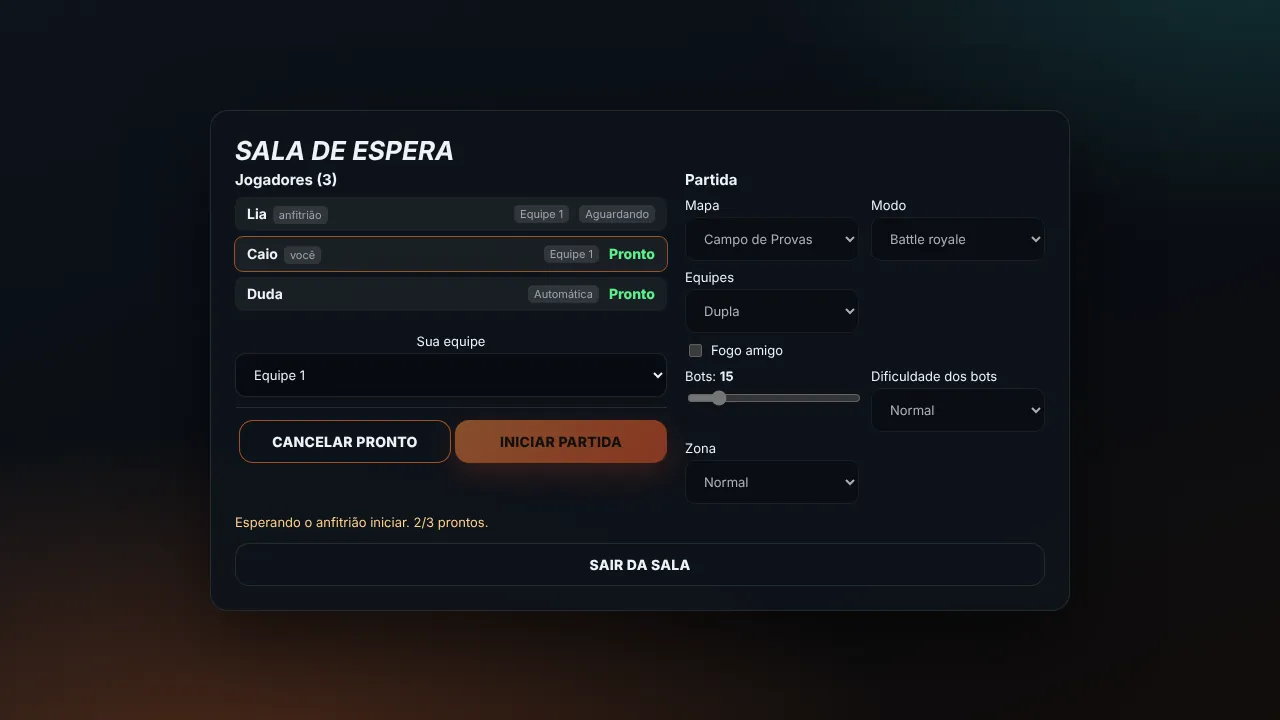 SALA DE ESPERA
Jogadores (3)
Lia anfitrião Equipe 1 Aguardando
Caio você Equipe 1 Pronto
Duda Automática Pronto
Sua equipe
Equipe 1
CANCELAR PRONTO INICIAR PARTIDA
Partida
Mapa Modo
Campo de Provas Battle royale
Equipes
Dupla
Fogo amigo
Bots: 15 Dificuldade dos bots
Normal
Zona
Normal
Esperando o anfitrião iniciar. 2/3 prontos.
SAIR DA SALA